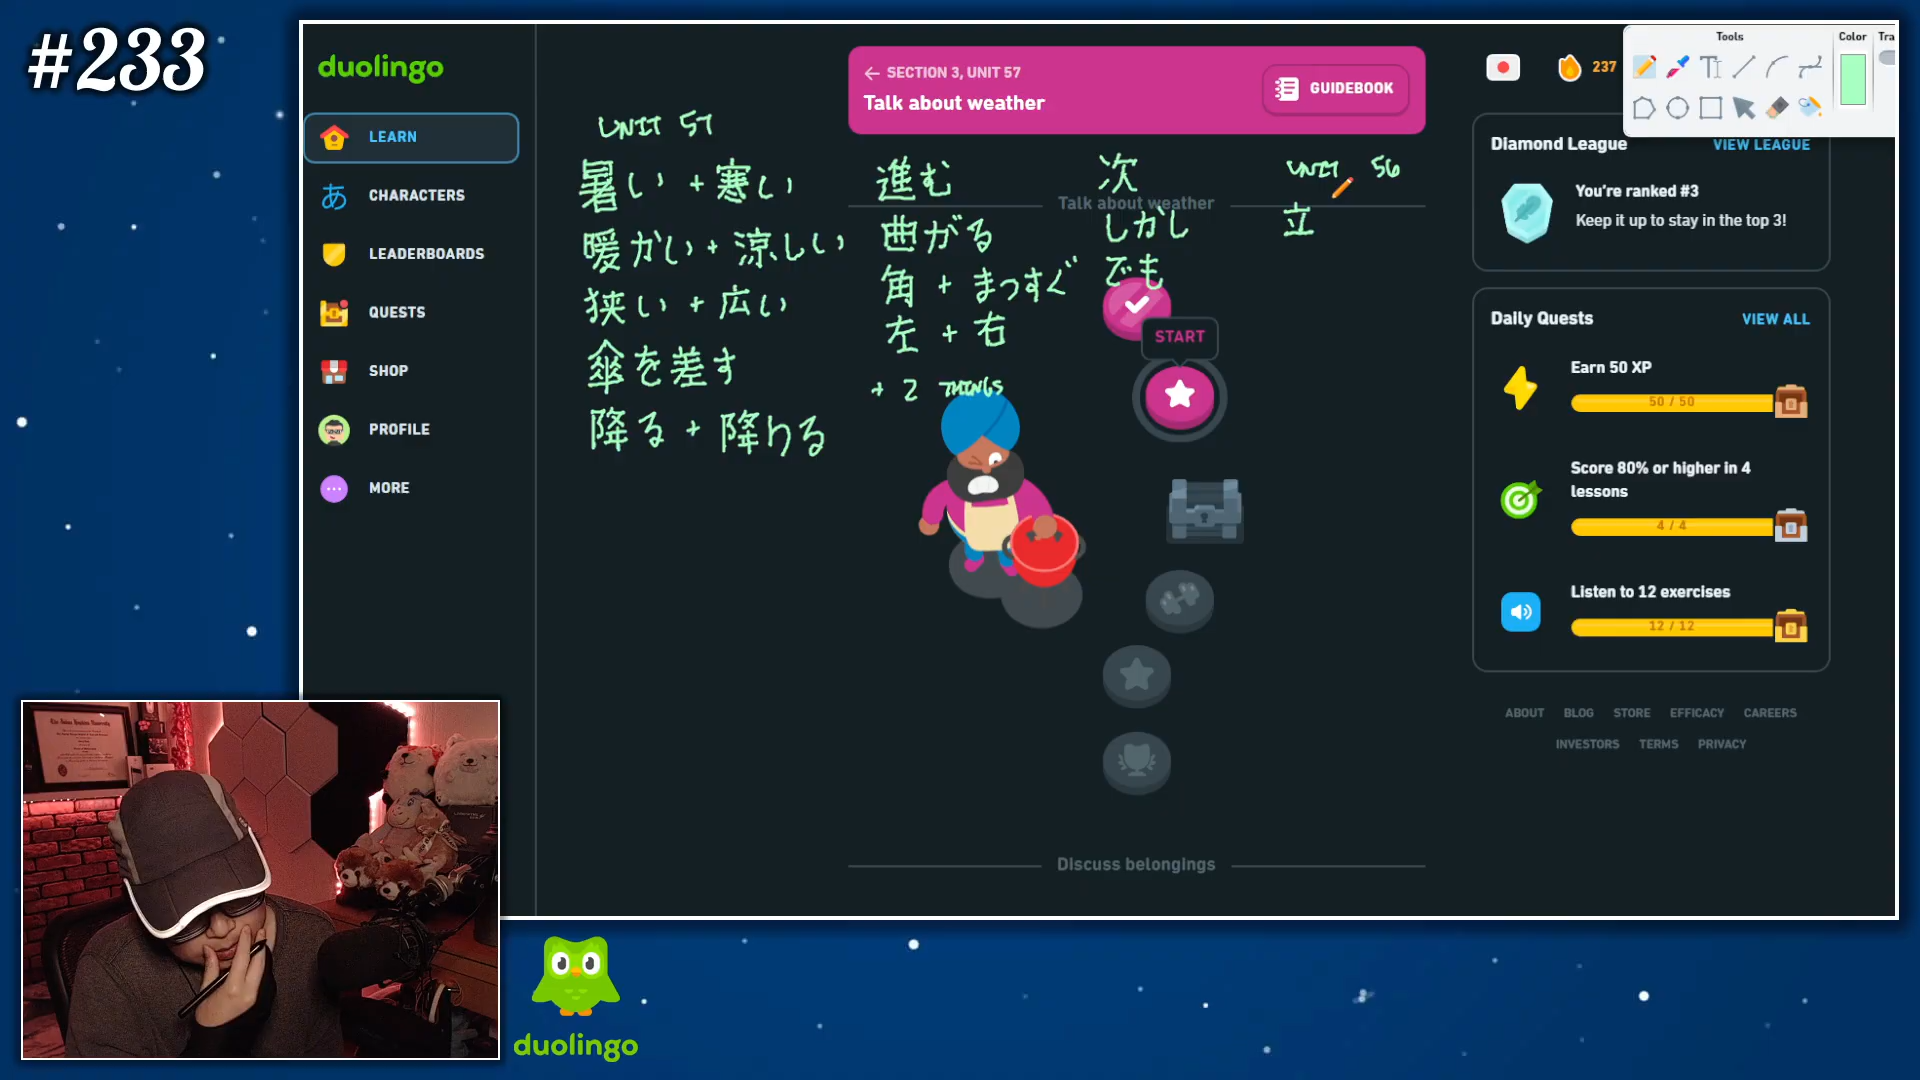 #233
duolingo
LEARN
CHARACTERS
LEADERBOARDS
QUESTS
SHOP
PROFILE
MORE
SECTION 3, UNIT 57
Talk about weather
GUIDEBOOK
UNIT 57
暑い + 寒い
暖かい + 涼しい
狭い + 広い
傘を差す
降る + 降りる
進む
曲がる
角 + まっすぐ
左 + 右
+ 2 THINGS
次
しかし
でも
UNIT 56
立
Talk about weather
START
Discuss belongings
237
Tools
Color
Tra
Diamond League
VIEW LEAGUE
You're ranked #3
Keep it up to stay in the top 3!
Daily Quests
VIEW ALL
Earn 50 XP
50 / 50
Score 80% or higher in 4
lessons
4 / 4
Listen to 12 exercises
12 / 12
ABOUT BLOG STORE EFFICACY CAREERS
INVESTORS TERMS PRIVACY
duolingo